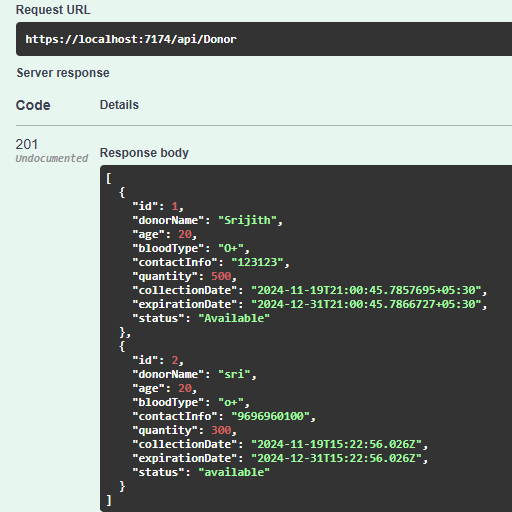 Request URL
https://localhost:7174/api/Donor
Server response
Code Details
201
Undocumented
Response body
[
  {
    "id": 1,
    "donorName": "Srijith",
    "age": 20,
    "bloodType": "O+",
    "contactInfo": "123123",
    "quantity": 500,
    "collectionDate": "2024-11-19T21:00:45.7857695+05:30",
    "expirationDate": "2024-12-31T21:00:45.7866727+05:30",
    "status": "Available"
  },
  {
    "id": 2,
    "donorName": "sri",
    "age": 20,
    "bloodType": "o+",
    "contactInfo": "9696960100",
    "quantity": 300,
    "collectionDate": "2024-11-19T15:22:56.026Z",
    "expirationDate": "2024-12-31T15:22:56.026Z",
    "status": "available"
  }
]